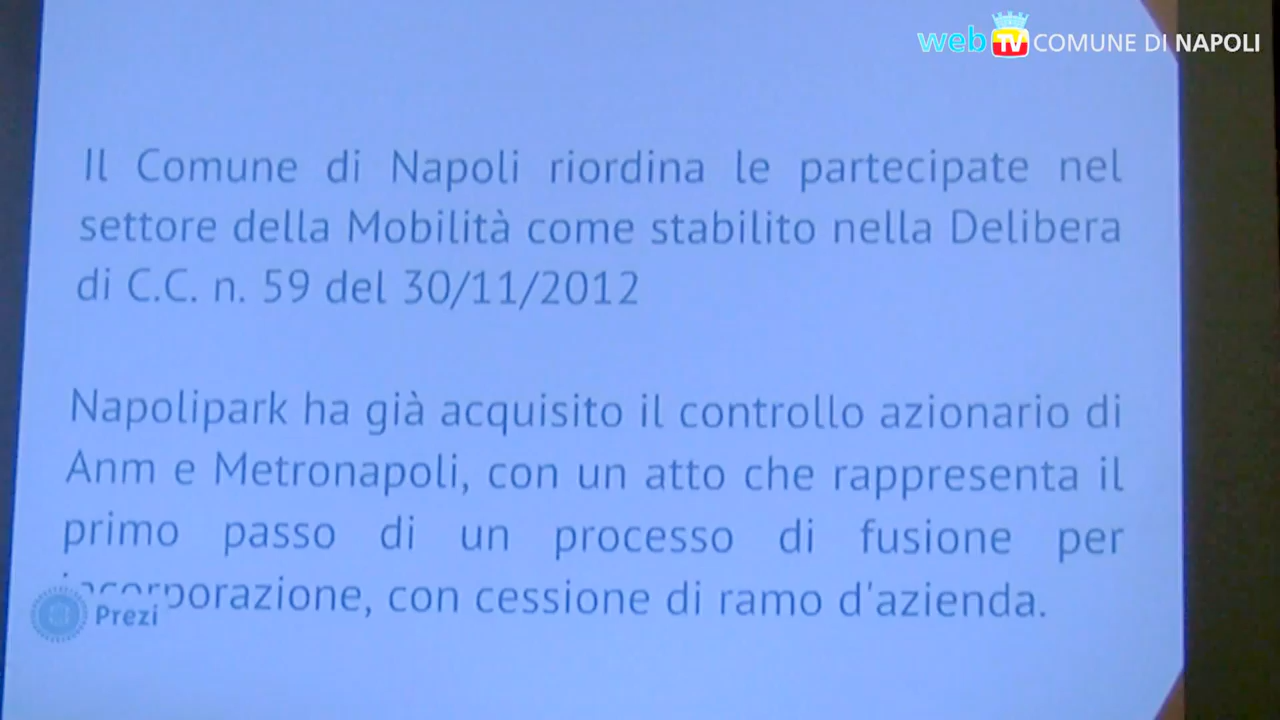 web TV COMUNE DI NAPOLI
Il Comune di Napoli riordina le partecipate nel
settore della Mobilità come stabilito nella Delibera
di C.C. n. 59 del 30/11/2012
Napolipark ha già acquisito il controllo azionario di
Anm e Metronapoli, con un atto che rappresenta il
primo passo di un processo di fusione per
incorporazione, con cessione di ramo d'azienda.
Prezi